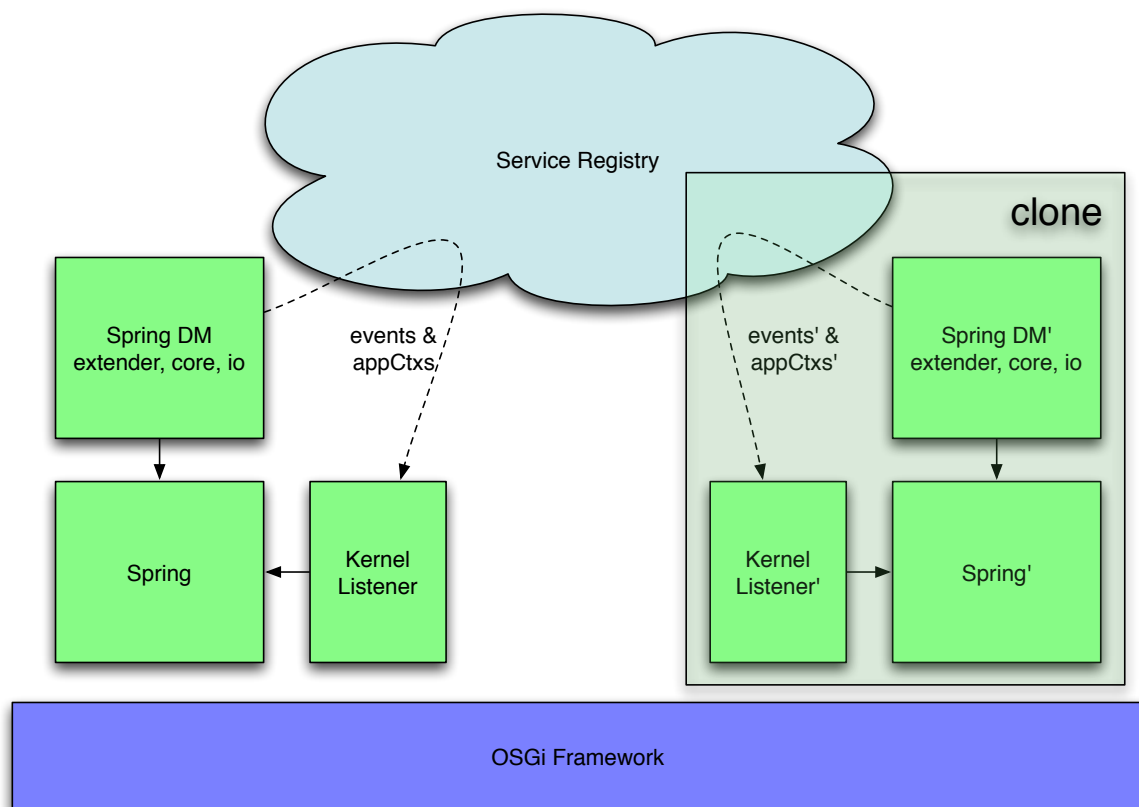 Service Registry
clone
Spring DM
extender, core, io
events &
appCtxs
events' &
appCtxs'
Spring DM'
extender, core, io
Spring
Kernel
Listener
Kernel
Listener'
Spring'
OSGi Framework